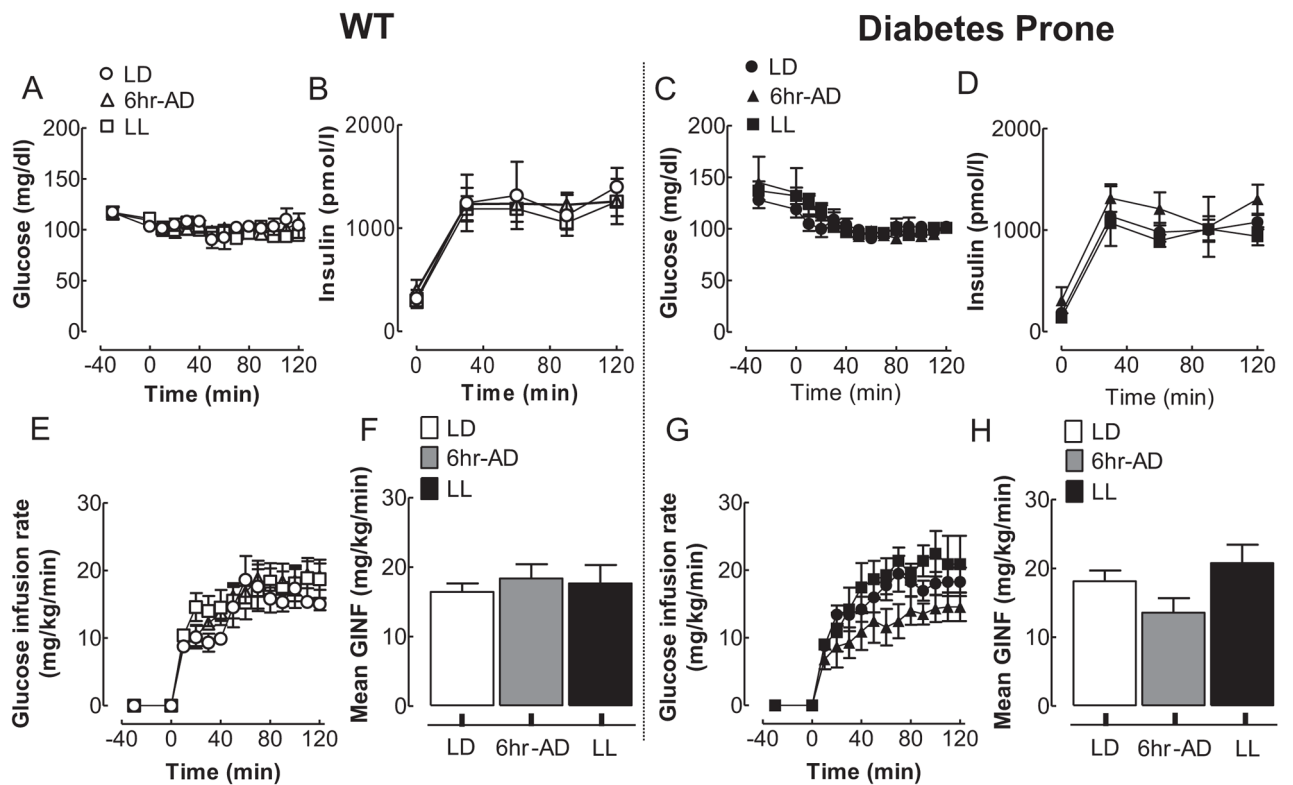 WT
Diabetes Prone
A
LD
6hr-AD
LL
Glucose (mg/dl)
200
150
100
50
0
-40 0 40 80 120
Time (min)
B
Insulin (pmol/l)
2000
1000
0
0 40 80 120
Time (min)
C
LD
6hr-AD
LL
Glucose (mg/dl)
200
150
100
50
0
-40 0 40 80 120
Time (min)
D
Insulin (pmol/l)
2000
1000
0
0 40 80 120
Time (min)
E
Glucose infusion rate
(mg/kg/min)
30
20
10
0
-40 0 40 80 120
Time (min)
F
LD
6hr-AD
LL
Mean GINF (mg/kg/min)
30
20
10
0
LD 6hr-AD LL
G
Glucose infusion rate
(mg/kg/min)
30
20
10
0
-40 0 40 80 120
Time (min)
H
LD
6hr-AD
LL
Mean GINF (mg/kg/min)
30
20
10
0
LD 6hr-AD LL